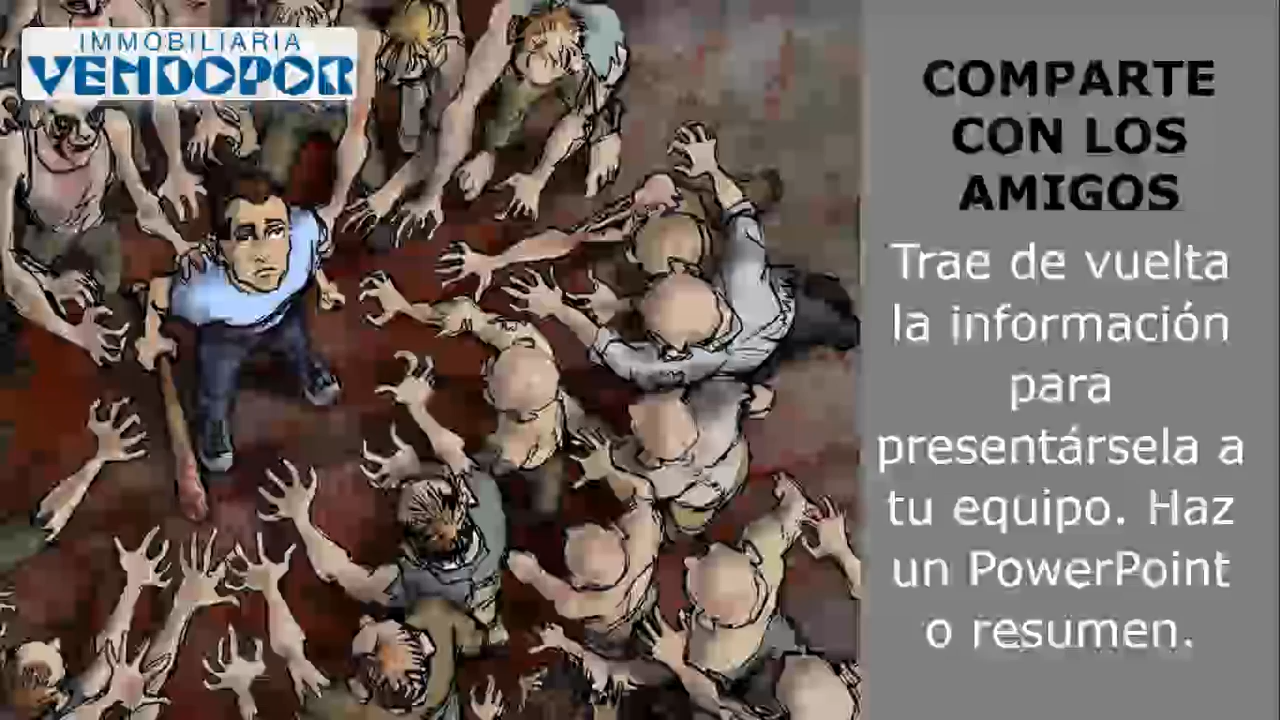 IMMOBILIARIA
VENDOPOR
COMPARTE
CON LOS
AMIGOS
Trae de vuelta
la información
para
presentársela a
tu equipo. Haz
un PowerPoint
o resumen.